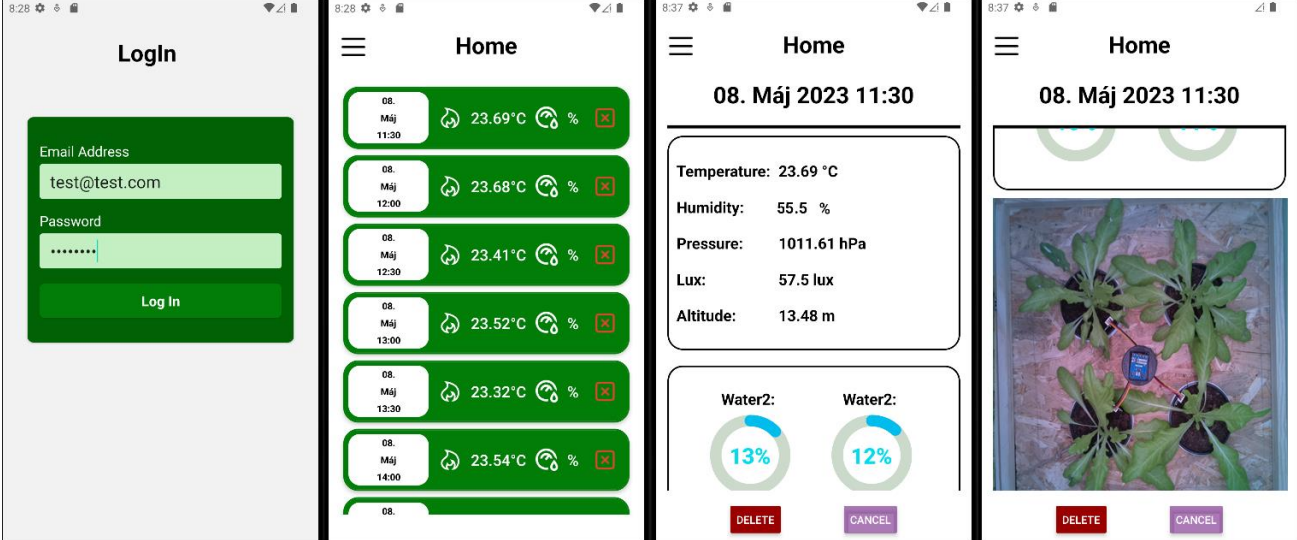 8:28
LogIn
Email Address
test@test.com
Password
••••••••
Log In
8:28
Home
08.
Máj
11:30
23.69°C %
08.
Máj
12:00
23.68°C %
08.
Máj
12:30
23.41°C %
08.
Máj
13:00
23.52°C %
08.
Máj
13:30
23.32°C %
08.
Máj
14:00
23.54°C %
08.
8:37
Home
08. Máj 2023 11:30
Temperature: 23.69 °C
Humidity: 55.5 %
Pressure: 1011.61 hPa
Lux: 57.5 lux
Altitude: 13.48 m
Water2: Water2:
13% 12%
DELETE CANCEL
8:37
Home
08. Máj 2023 11:30
DELETE CANCEL